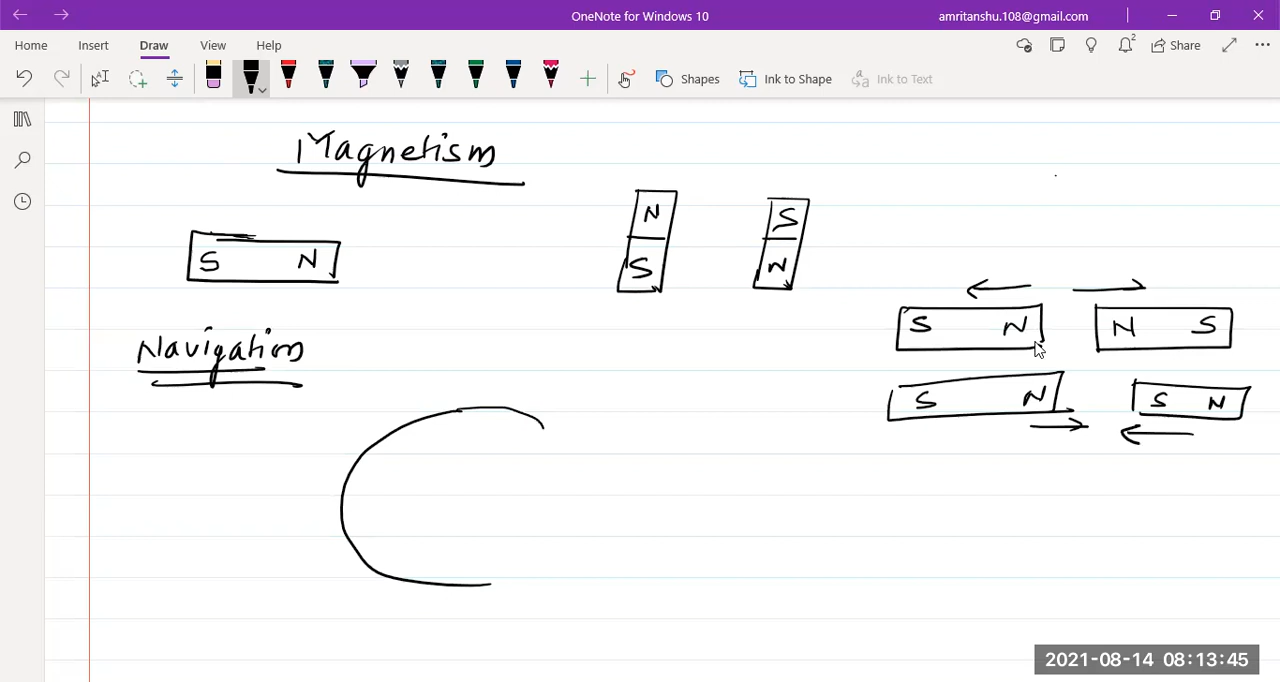 OneNote for Windows 10
amritanshu.108@gmail.com
Home Insert Draw View Help
2 Share
Shapes Ink to Shape Ink to Text
Magnetism
N S
S N
S N
S N N S
Navigation
S N S N
2021-08-14 08:13:45